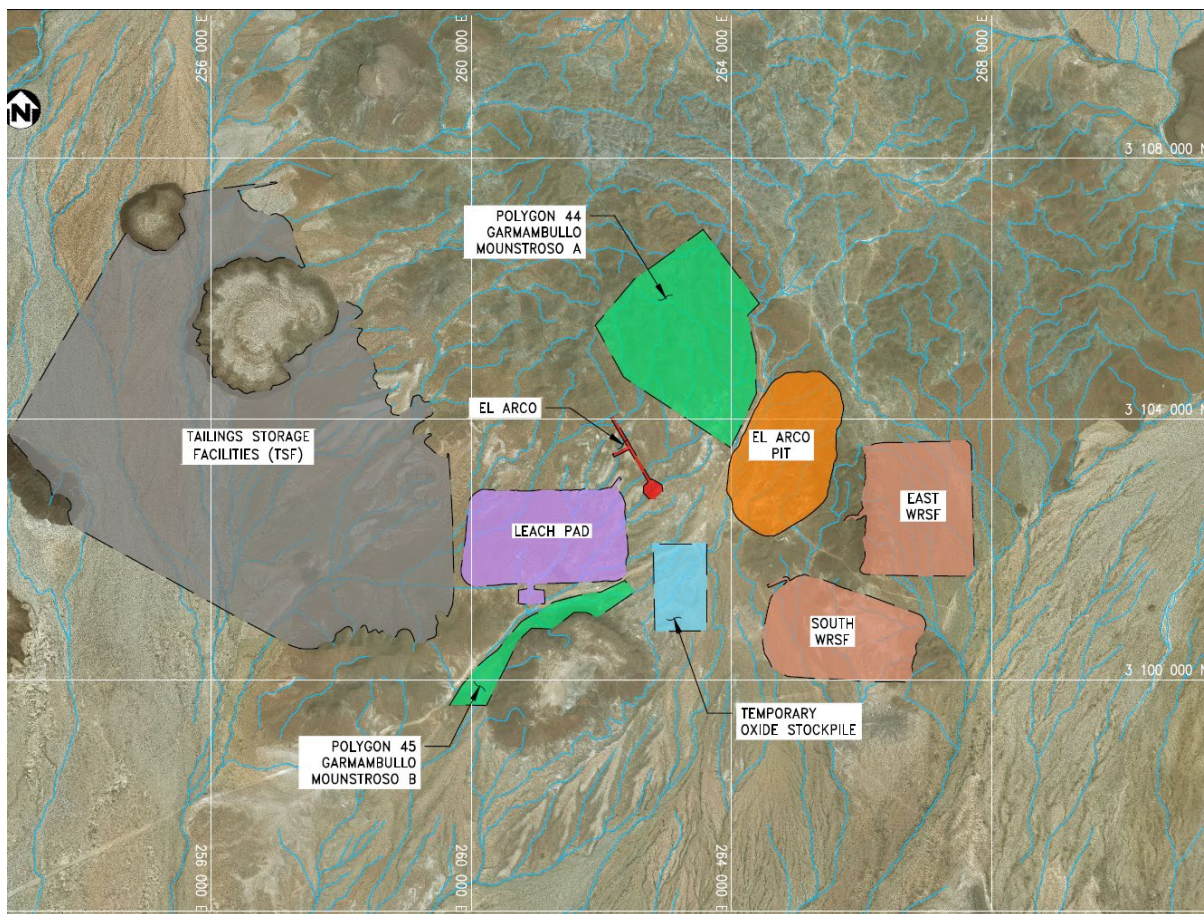 256 000 E
260 000 E
264 000 E
268 000 E
N
3 108 000 N
POLYGON 44
GARMAMBULLO
MOUNSTROSO A
EL ARCO
3 104 000 N
TAILINGS STORAGE
FACILITIES (TSF)
EL ARCO
PIT
EAST
WRSF
LEACH PAD
SOUTH
WRSF
3 100 000 N
TEMPORARY
OXIDE STOCKPILE
POLYGON 45
GARMAMBULLO
MOUNSTROSO B
256 000 E
260 000 E
264 000 E
268 000 E